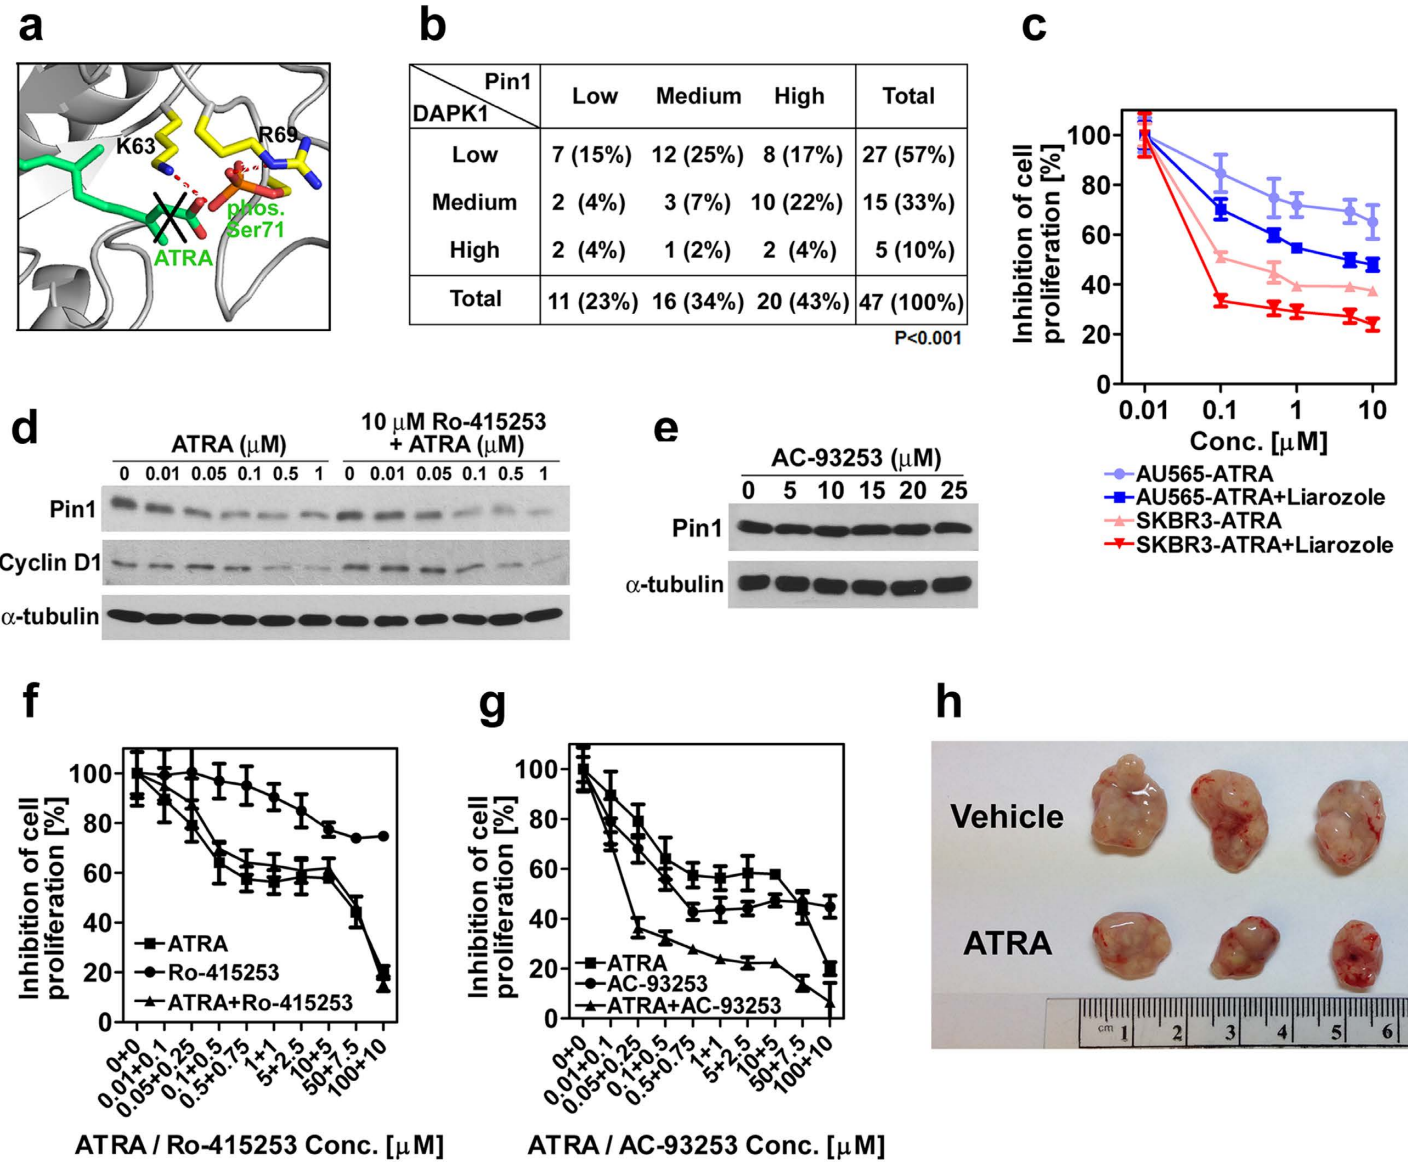 a
K63
R69
phos.
Ser71
ATRA
b
Pin1
DAPK1
Low Medium High Total
Low 7 (15%) 12 (25%) 8 (17%) 27 (57%)
Medium 2 (4%) 3 (7%) 10 (22%) 15 (33%)
High 2 (4%) 1 (2%) 2 (4%) 5 (10%)
Total 11 (23%) 16 (34%) 20 (43%) 47 (100%)
P<0.001
c
Inhibition of cell
proliferation [%]
100
80
60
40
20
0
0.01 0.1 1 10
Conc. [μM]
AU565-ATRA
AU565-ATRA+Liarozole
SKBR3-ATRA
SKBR3-ATRA+Liarozole
d
ATRA (μM)
10 μM Ro-415253
+ ATRA (μM)
0 0.01 0.05 0.1 0.5 1 0 0.01 0.05 0.1 0.5 1
Pin1
Cyclin D1
α-tubulin
e
AC-93253 (μM)
0 5 10 15 20 25
Pin1
α-tubulin
f
Inhibition of cell
proliferation [%]
100
80
60
40
20
0
ATRA
Ro-415253
ATRA+Ro-415253
0+0 0.01+0.1 0.05+0.25 0.1+0.5 0.5+0.75 1+1 5+2.5 10+5 50+7.5 100+10
ATRA / Ro-415253 Conc. [μM]
g
Inhibition of cell
proliferation [%]
100
80
60
40
20
0
ATRA
AC-93253
ATRA+AC-93253
0+0 0.01+0.1 0.05+0.25 0.1+0.5 0.5+0.75 1+1 5+2.5 10+5 50+7.5 100+10
ATRA / AC-93253 Conc. [μM]
h
Vehicle
ATRA
cm 1 2 3 4 5 6